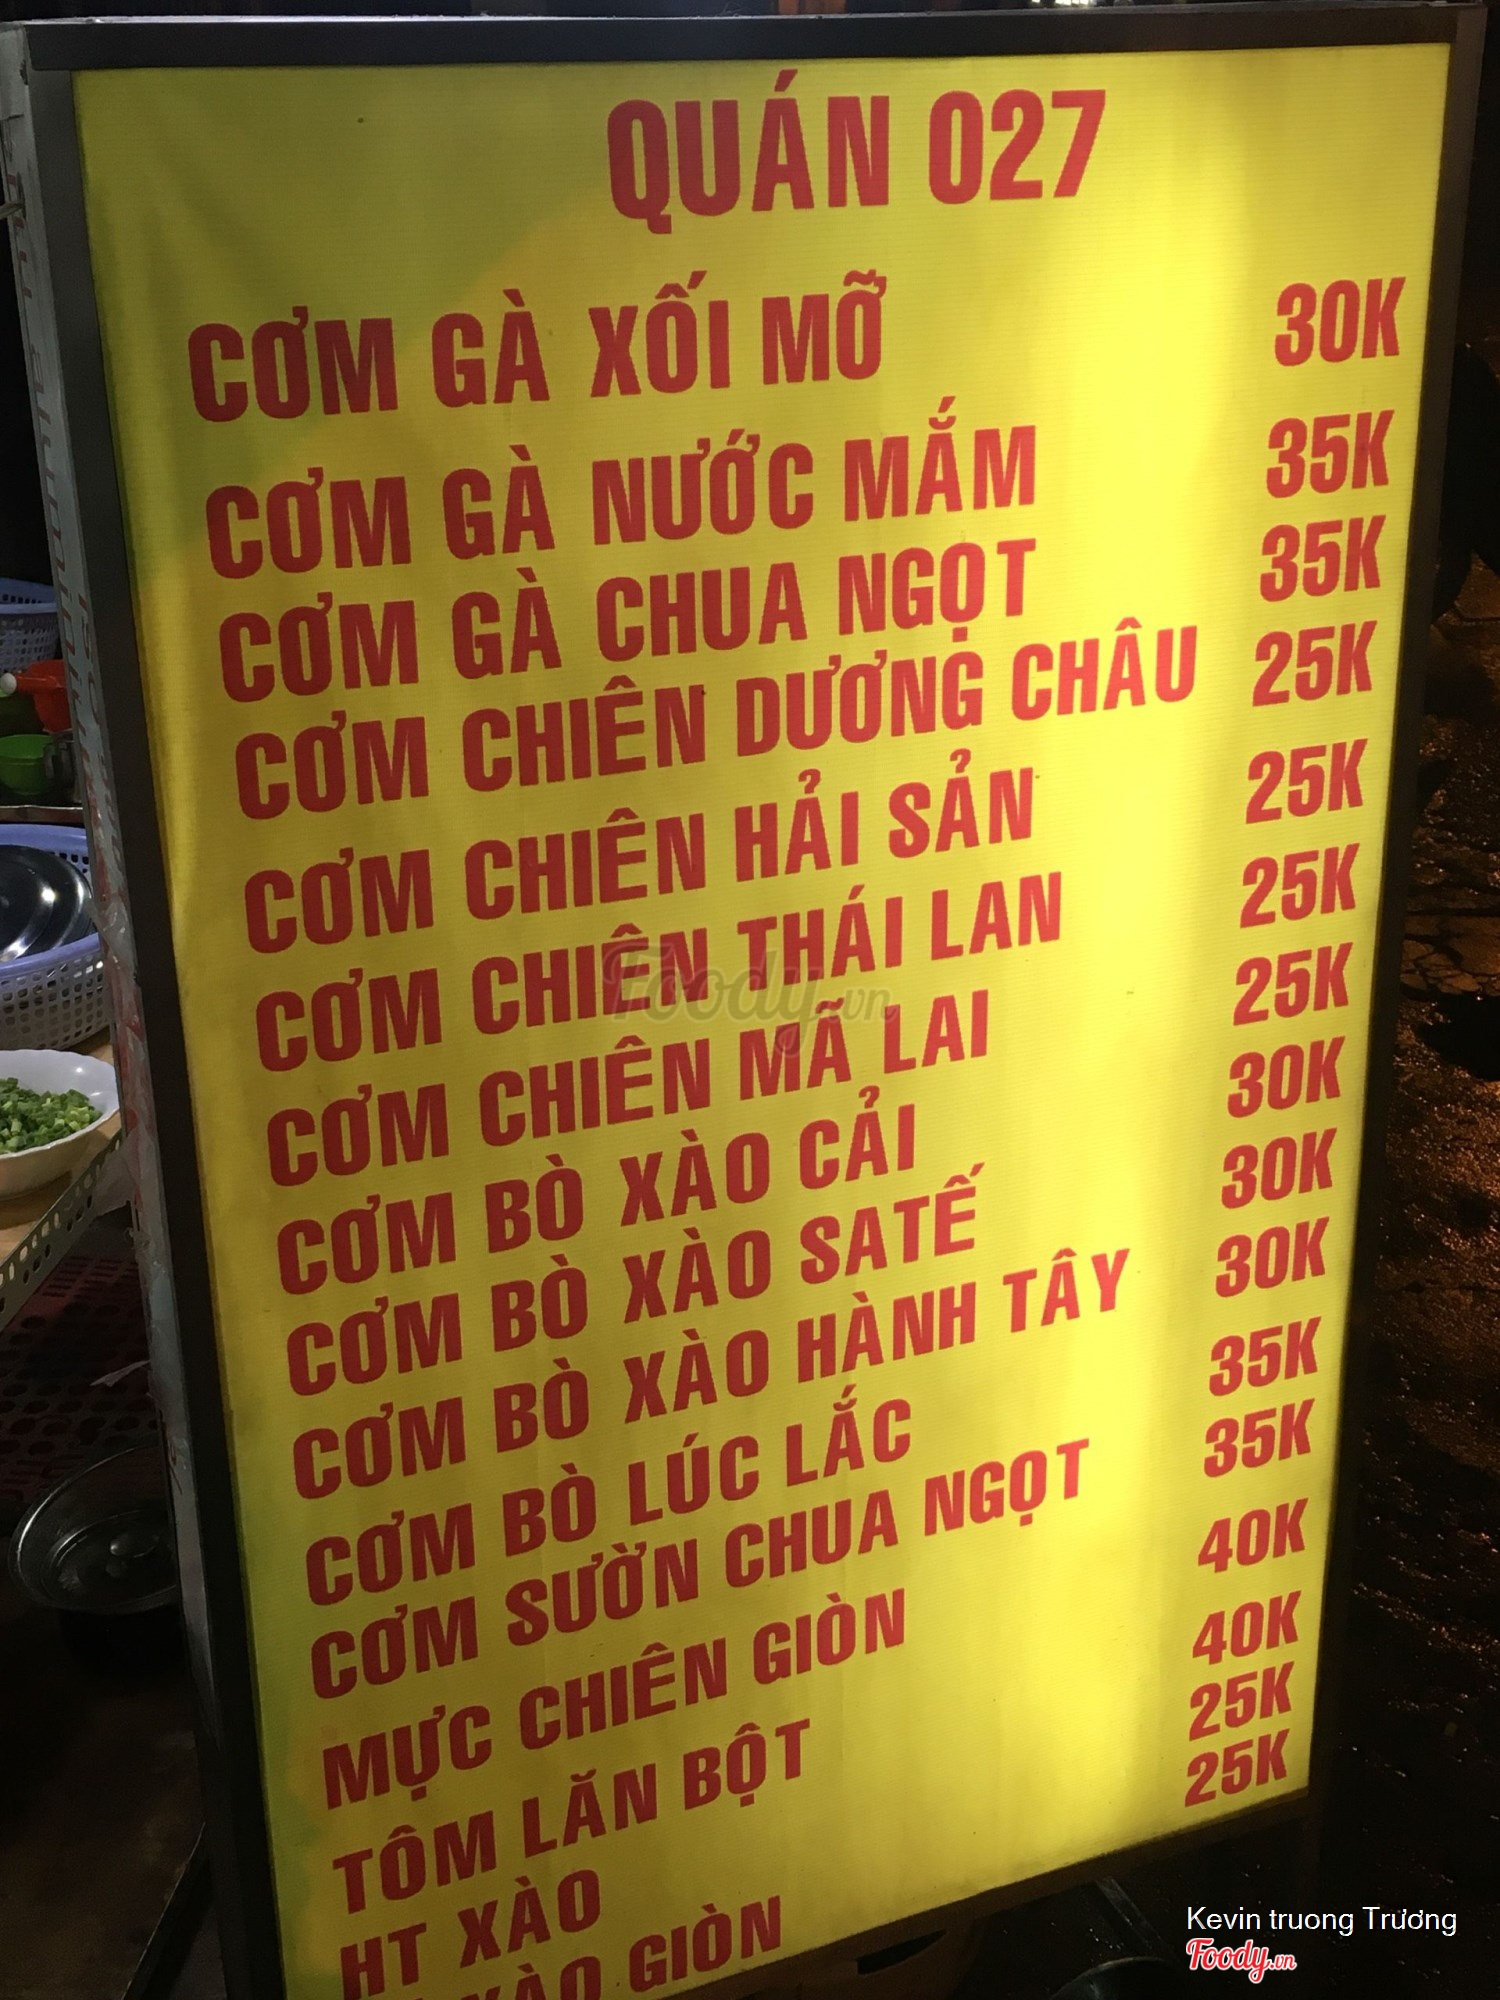 QUÁN 027
CƠM GÀ XỐI MỠ 30K
CƠM GÀ NƯỚC MẮM 35K
CƠM GÀ CHUA NGỌT 35K
CƠM CHIÊN DƯƠNG CHÂU 25K
CƠM CHIÊN HẢI SẢN 25K
CƠM CHIÊN THÁI LAN 25K
CƠM CHIÊN MÃ LAI 25K
CƠM BÒ XÀO CẢI 30K
CƠM BÒ XÀO SATẾ 30K
CƠM BÒ XÀO HÀNH TÂY 30K
CƠM BÒ LÚC LẮC 35K
CƠM SƯỜN CHUA NGỌT 35K
MỰC CHIÊN GIÒN 40K
TÔM LĂN BỘT 40K
HT XÀO 25K
XÀO GIÒN 25K
Foody.vn
Kevin truong Trương
Foody.vn